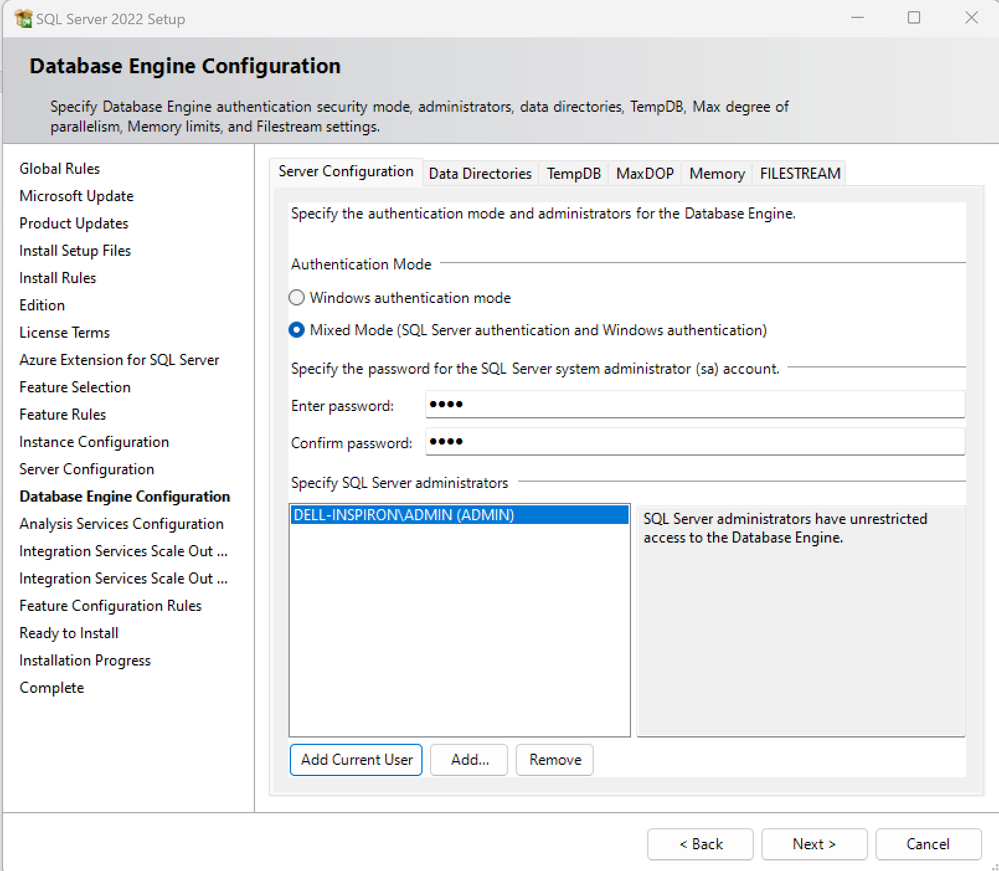 SQL Server 2022 Setup
Database Engine Configuration
Specify Database Engine authentication security mode, administrators, data directories, TempDB, Max degree of
parallelism, Memory limits, and Filestream settings.
Global Rules
Microsoft Update
Product Updates
Install Setup Files
Install Rules
Edition
License Terms
Azure Extension for SQL Server
Feature Selection
Feature Rules
Instance Configuration
Server Configuration
Database Engine Configuration
Analysis Services Configuration
Integration Services Scale Out ...
Integration Services Scale Out ...
Feature Configuration Rules
Ready to Install
Installation Progress
Complete
Server Configuration Data Directories TempDB MaxDOP Memory FILESTREAM
Specify the authentication mode and administrators for the Database Engine.
Authentication Mode
Windows authentication mode
Mixed Mode (SQL Server authentication and Windows authentication)
Specify the password for the SQL Server system administrator (sa) account.
Enter password: ●●●●
Confirm password: ●●●●
Specify SQL Server administrators
DELL-INSPIRON\ADMIN (ADMIN)
SQL Server administrators have unrestricted
access to the Database Engine.
Add Current User Add... Remove
< Back Next > Cancel